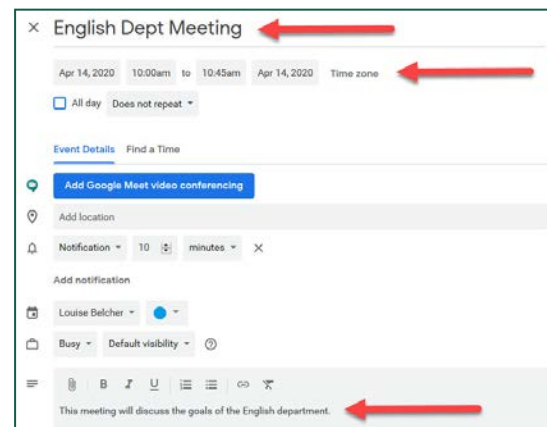 English Dept Meeting
Apr 14, 2020 10:00am to 10:45am Apr 14, 2020 Time zone
All day Does not repeat
Event Details Find a Time
Add Google Meet video conferencing
Add location
Notification 10 minutes
Add notification
Louise Belcher
Busy Default visibility
B I U
This meeting will discuss the goals of the English department.